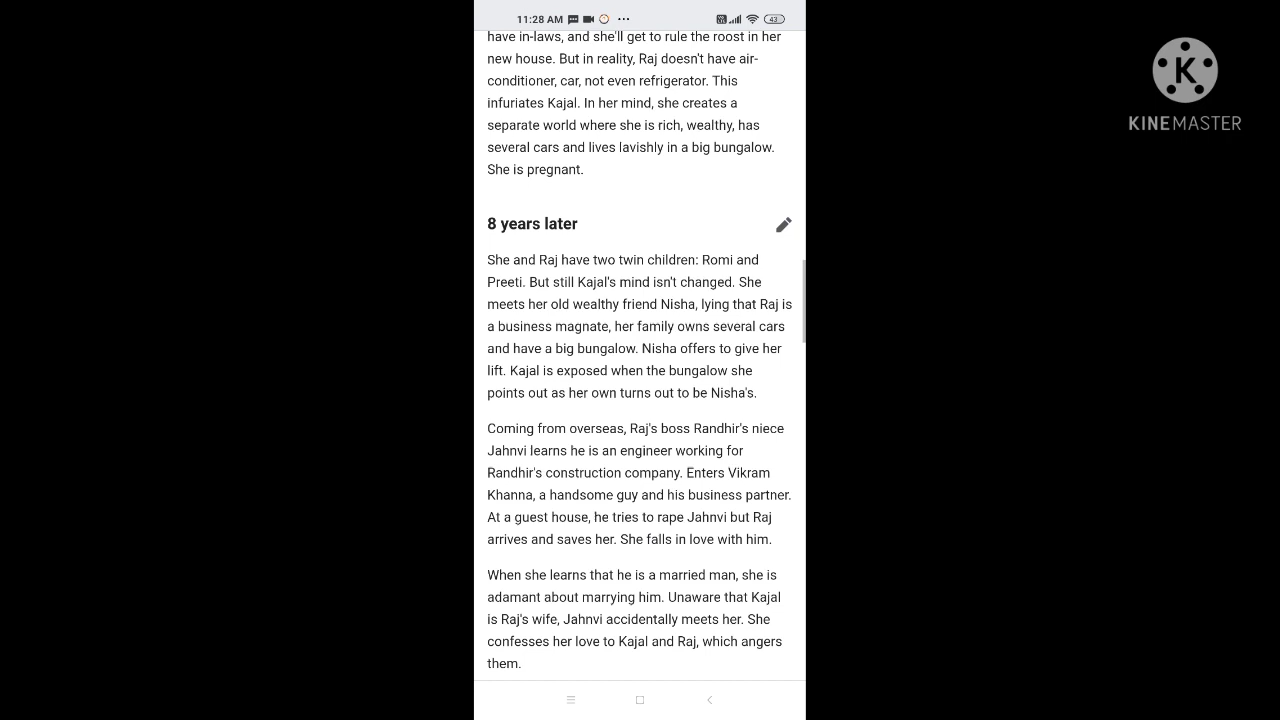 11:28 AM
43
have in-laws, and she'll get to rule the roost in her
new house. But in reality, Raj doesn't have air-
conditioner, car, not even refrigerator. This
infuriates Kajal. In her mind, she creates a
separate world where she is rich, wealthy, has
several cars and lives lavishly in a big bungalow.
She is pregnant.
8 years later
She and Raj have two twin children: Romi and
Preeti. But still Kajal's mind isn't changed. She
meets her old wealthy friend Nisha, lying that Raj is
a business magnate, her family owns several cars
and have a big bungalow. Nisha offers to give her
lift. Kajal is exposed when the bungalow she
points out as her own turns out to be Nisha's.
Coming from overseas, Raj's boss Randhir's niece
Jahnvi learns he is an engineer working for
Randhir's construction company. Enters Vikram
Khanna, a handsome guy and his business partner.
At a guest house, he tries to rape Jahnvi but Raj
arrives and saves her. She falls in love with him.
When she learns that he is a married man, she is
adamant about marrying him. Unaware that Kajal
is Raj's wife, Jahnvi accidentally meets her. She
confesses her love to Kajal and Raj, which angers
them.
K
KINEMASTER